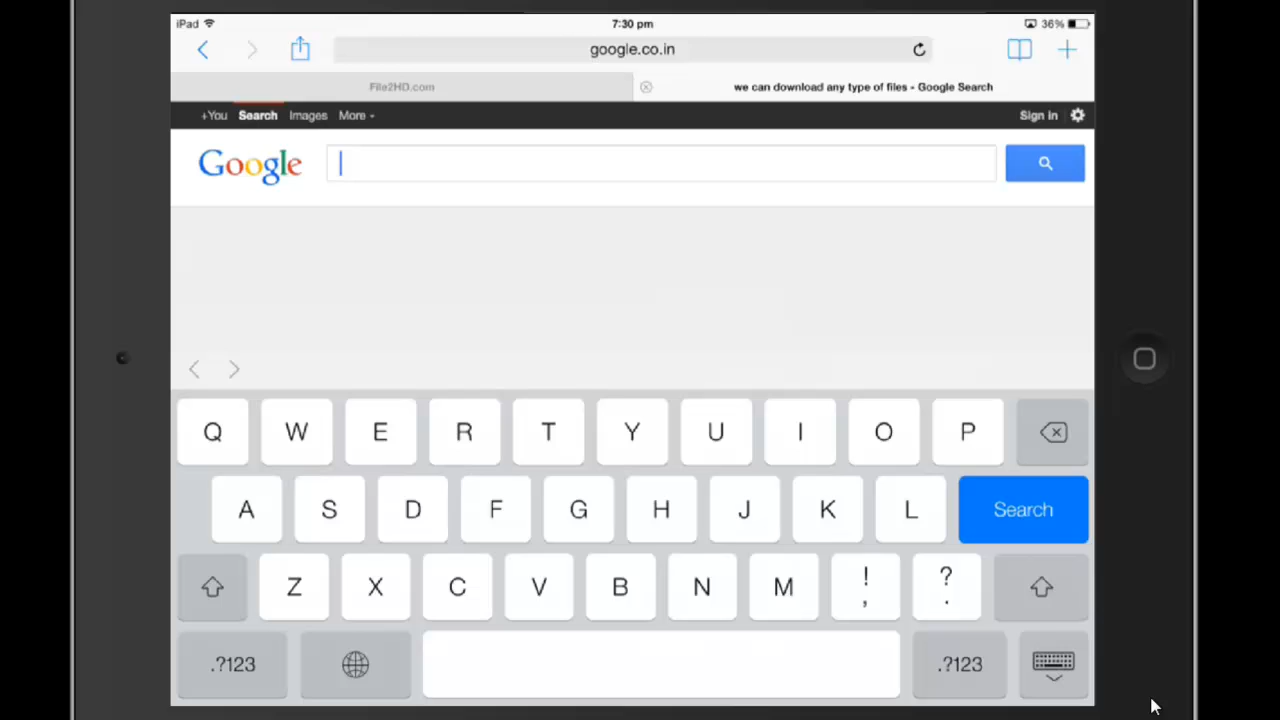 iPad 7:30 pm 36%
google.co.in
File2HD.com we can download any type of files - Google Search
+You Search Images More Sign in
Google
Q W E R T Y U I O P
A S D F G H J K L Search
Z X C V B N M ! , ? .
.?123 .?123